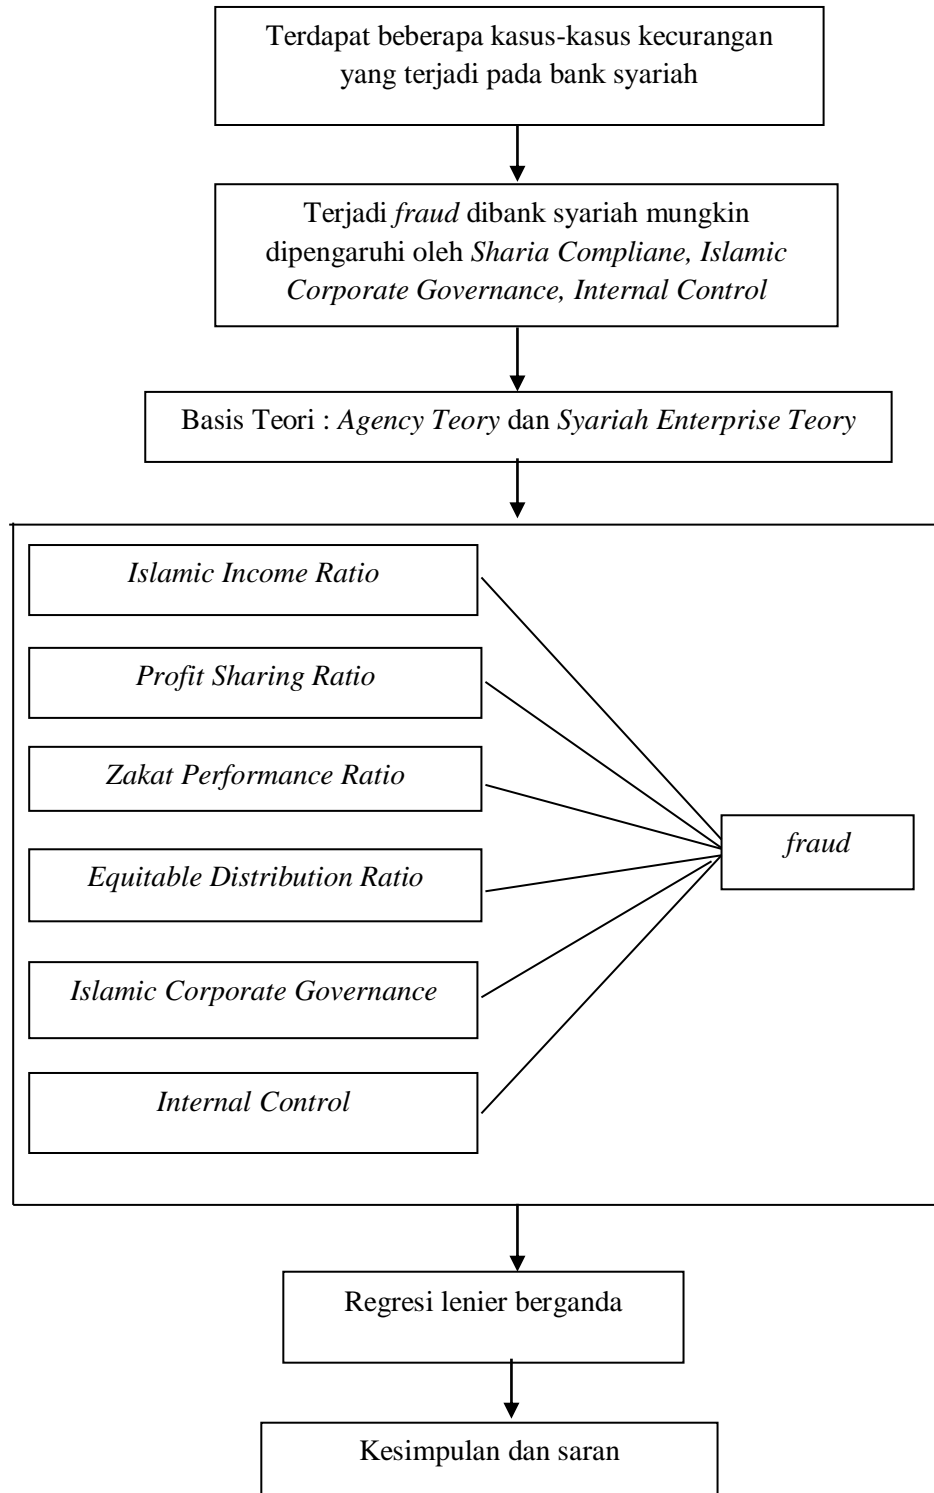 Terdapat beberapa kasus-kasus kecurangan
yang terjadi pada bank syariah
Terjadi fraud dibank syariah mungkin
dipengaruhi oleh Sharia Compliane, Islamic
Corporate Governance, Internal Control
Basis Teori : Agency Teory dan Syariah Enterprise Teory
Islamic Income Ratio
Profit Sharing Ratio
Zakat Performance Ratio
fraud
Equitable Distribution Ratio
Islamic Corporate Governance
Internal Control
Regresi lenier berganda
Kesimpulan dan saran